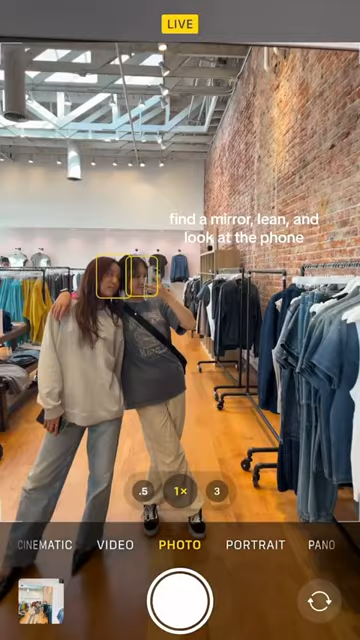 LIVE
find a mirror, lean, and
look at the phone
.5 1× 3
CINEMATIC VIDEO PHOTO PORTRAIT PANO